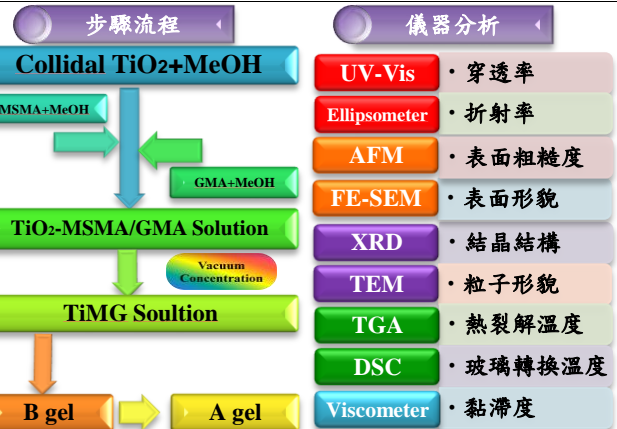 步驟流程
Collidal TiO2+MeOH
MSMA+MeOH
GMA+MeOH
TiO2-MSMA/GMA Solution
Vacuum
Concentration
TiMG Soultion
B gel
A gel
儀器分析
UV-Vis ・穿透率
Ellipsometer ・折射率
AFM ・表面粗糙度
FE-SEM ・表面形貌
XRD ・結晶結構
TEM ・粒子形貌
TGA ・熱裂解溫度
DSC ・玻璃轉換溫度
Viscometer ・黏滯度